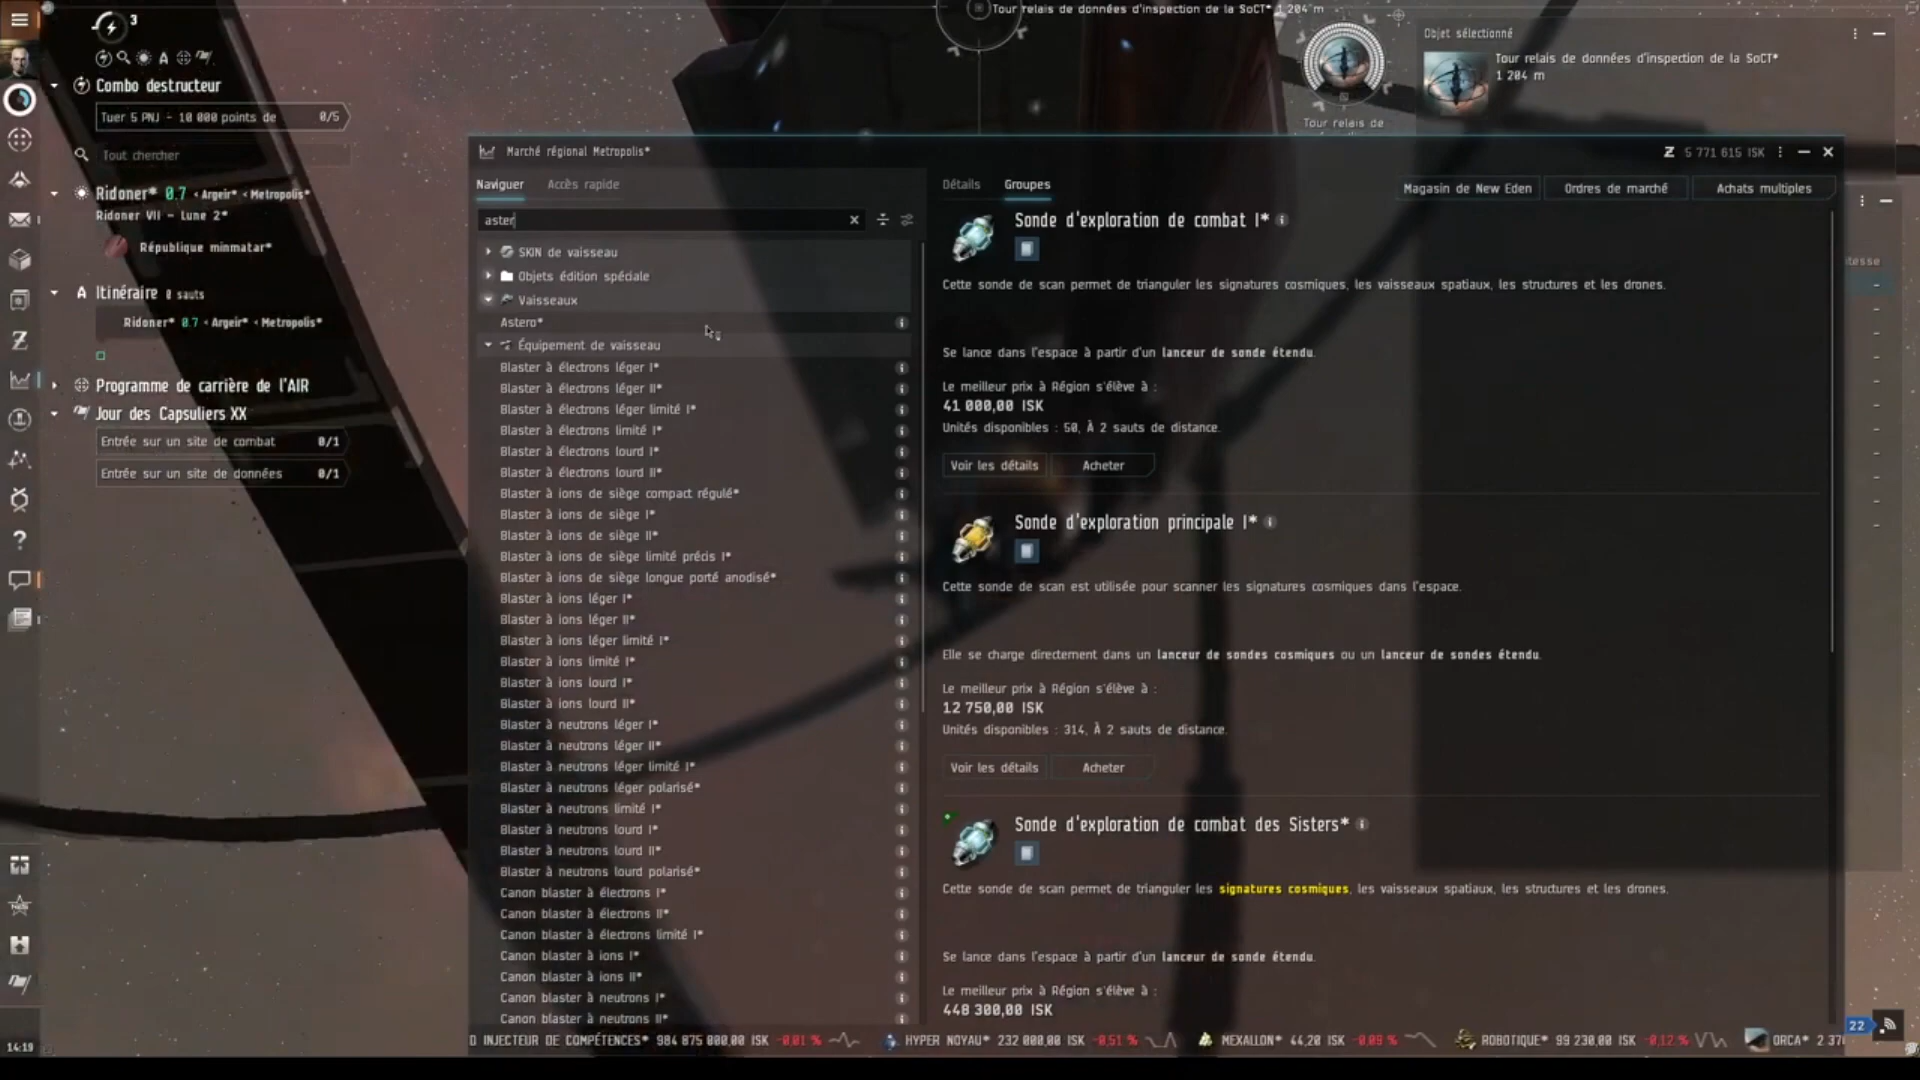 3
Combo destructeur
Tuer 5 PNJ - 10 000 points de
0/5
Tout chercher
Ridoner* 0.7 < Argeir* < Metropolis*
Ridoner VII - Lune 2*
République minmatar*
Itinéraire 0 sauts
Ridoner* 0.7 < Argeir* < Metropolis*
Programme de carrière de l'AIR
Jour des Capsuliers XX
Entrée sur un site de combat 0/1
Entrée sur un site de données 0/1
14:19
Tour relais de données d'inspection de la SoCT* 1 204 m
Tour relais de
Objet sélectionné
Tour relais de données d'inspection de la SoCT*
1 204 m
Marché régional Metropolis*
5 771 615 ISK
Naviguer
Accès rapide
aster
SKIN de vaisseau
Objets édition spéciale
Vaisseaux
Astero*
Équipement de vaisseau
Blaster à électrons léger I*
Blaster à électrons léger II*
Blaster à électrons léger limité I*
Blaster à électrons limité I*
Blaster à électrons lourd I*
Blaster à électrons lourd II*
Blaster à ions de siège compact régulé*
Blaster à ions de siège I*
Blaster à ions de siège II*
Blaster à ions de siège limité précis I*
Blaster à ions de siège longue porté anodisé*
Blaster à ions léger I*
Blaster à ions léger II*
Blaster à ions léger limité I*
Blaster à ions limité I*
Blaster à ions lourd I*
Blaster à ions lourd II*
Blaster à neutrons léger I*
Blaster à neutrons léger II*
Blaster à neutrons léger limité I*
Blaster à neutrons léger polarisé*
Blaster à neutrons limité I*
Blaster à neutrons lourd I*
Blaster à neutrons lourd II*
Blaster à neutrons lourd polarisé*
Canon blaster à électrons I*
Canon blaster à électrons II*
Canon blaster à électrons limité I*
Canon blaster à ions I*
Canon blaster à ions II*
Canon blaster à neutrons I*
Canon blaster à neutrons II*
Détails
Groupes
Magasin de New Eden
Ordres de marché
Achats multiples
Sonde d'exploration de combat I*
Cette sonde de scan permet de trianguler les signatures cosmiques, les vaisseaux spatiaux, les structures et les drones.
Se lance dans l'espace à partir d'un lanceur de sonde étendu.
Le meilleur prix à Région s'élève à :
41 000,00 ISK
Unités disponibles : 50, À 2 sauts de distance.
Voir les détails
Acheter
Sonde d'exploration principale I*
Cette sonde de scan est utilisée pour scanner les signatures cosmiques dans l'espace.
Elle se charge directement dans un lanceur de sondes cosmiques ou un lanceur de sondes étendu.
Le meilleur prix à Région s'élève à :
12 750,00 ISK
Unités disponibles : 314, À 2 sauts de distance.
Voir les détails
Acheter
Sonde d'exploration de combat des Sisters*
Cette sonde de scan permet de trianguler les signatures cosmiques, les vaisseaux spatiaux, les structures et les drones.
Se lance dans l'espace à partir d'un lanceur de sonde étendu.
Le meilleur prix à Région s'élève à :
448 300,00 ISK
tesse
D INJECTEUR DE COMPÉTENCES* 984 875 000,00 ISK -0,01 %
HYPER NOYAU* 232 000,00 ISK -0,51 %
MEXALLON* 44,20 ISK -0,09 %
ROBOTIQUE* 99 230,00 ISK -0,12 %
ORCA* 2 37
22